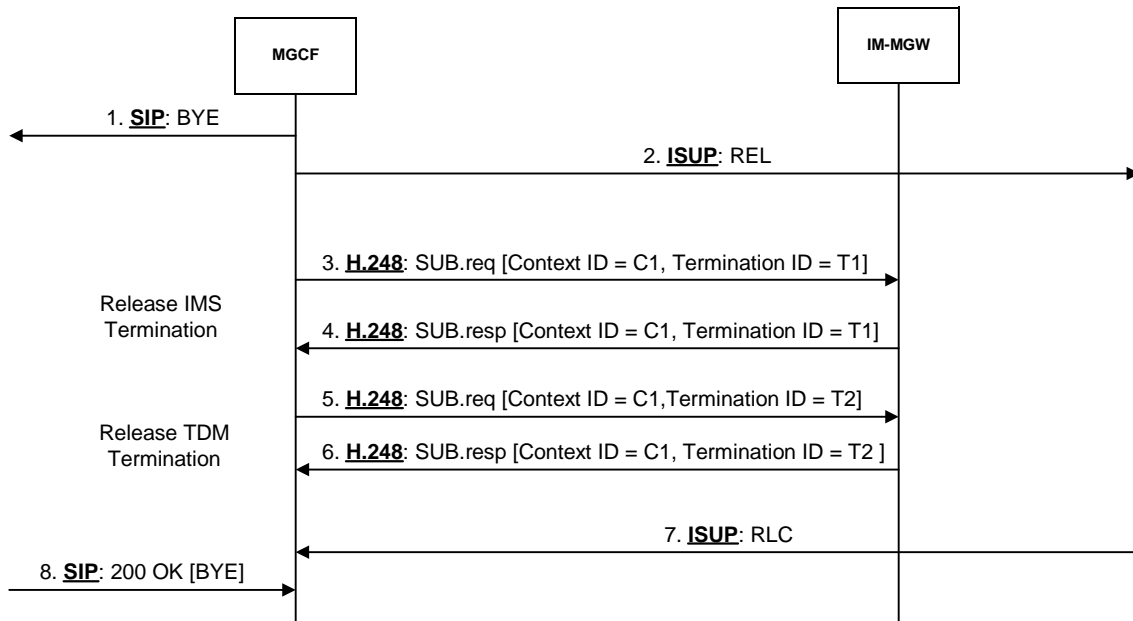 MGCF
IM-MGW
1. SIP: BYE
2. ISUP: REL
3. H.248: SUB.req [Context ID = C1, Termination ID = T1]
Release IMS
Termination
4. H.248: SUB.resp [Context ID = C1, Termination ID = T1]
5. H.248: SUB.req [Context ID = C1,Termination ID = T2]
Release TDM
Termination
6. H.248: SUB.resp [Context ID = C1, Termination ID = T2 ]
7. ISUP: RLC
8. SIP: 200 OK [BYE]